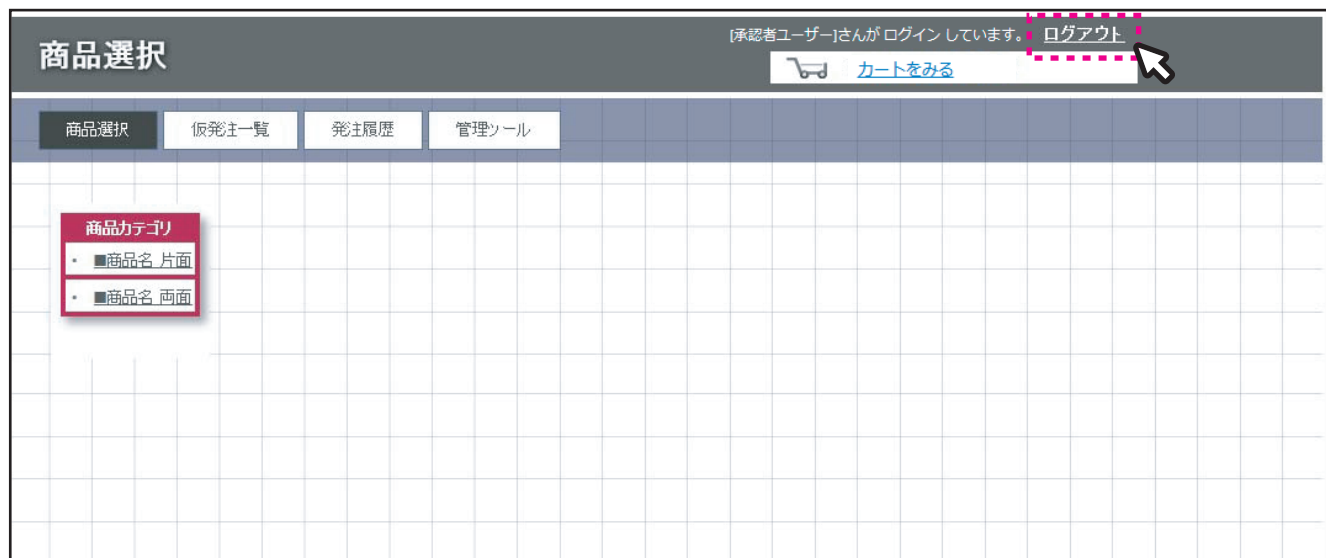 商品選択
[承認者ユーザー]さんが ログイン しています。 ログアウト
カートをみる
商品選択 仮発注一覧 発注履歴 管理ツール
商品カテゴリ
・ ■商品名 片面
・ ■商品名 両面